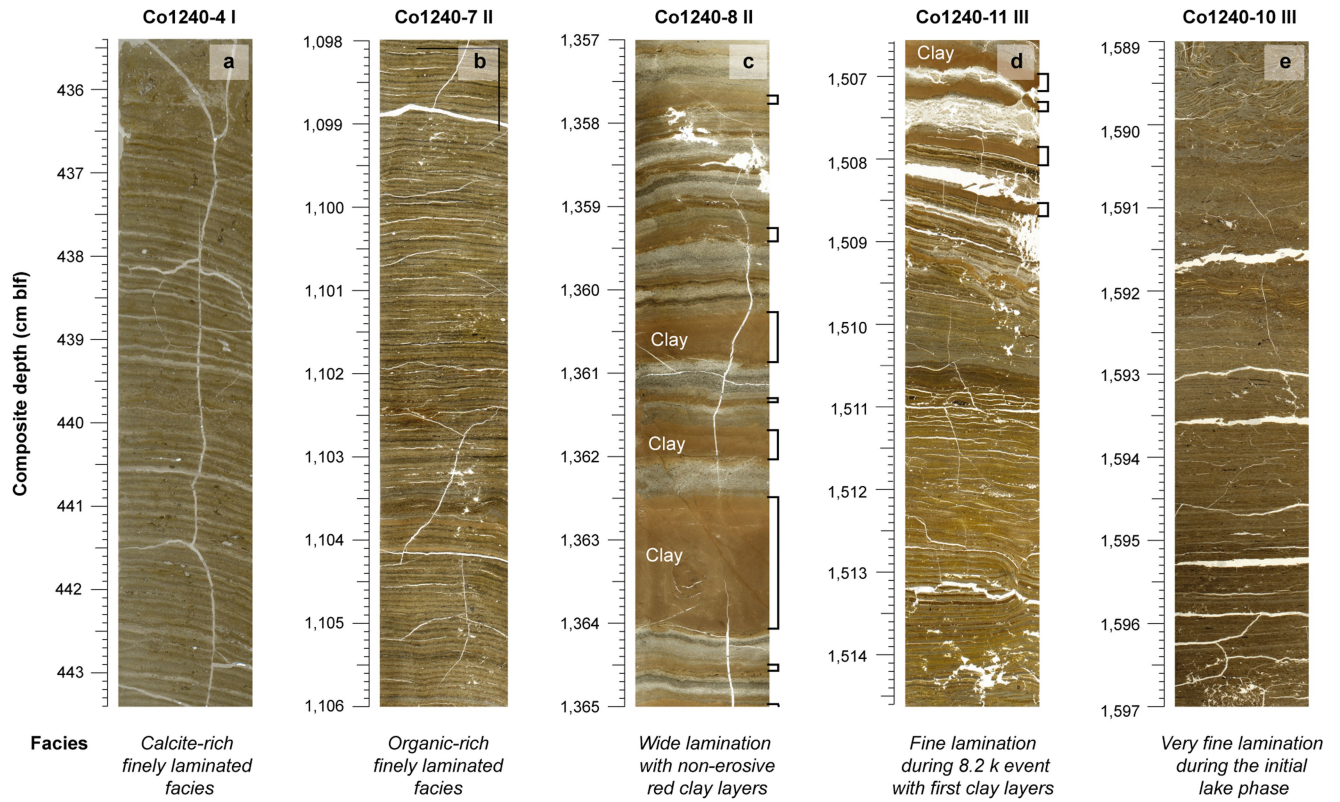 Co1240-4 I
Co1240-7 II
Co1240-8 II
Co1240-11 III
Co1240-10 III
Composite depth (cm blf)
a
436
437
438
439
440
441
442
443
b
1,098
1,099
1,100
1,101
1,102
1,103
1,104
1,105
1,106
c
1,357
1,358
1,359
1,360
1,361
1,362
1,363
1,364
1,365
Clay
Clay
Clay
d
Clay
1,507
1,508
1,509
1,510
1,511
1,512
1,513
1,514
e
1,589
1,590
1,591
1,592
1,593
1,594
1,595
1,596
1,597
Facies
Calcite-rich
finely laminated
facies
Organic-rich
finely laminated
facies
Wide lamination
with non-erosive
red clay layers
Fine lamination
during 8.2 k event
with first clay layers
Very fine lamination
during the initial
lake phase